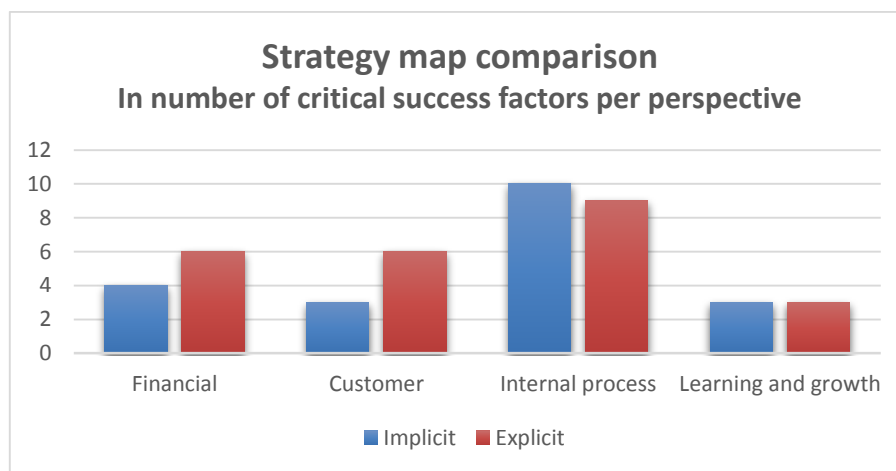 Strategy map comparison
In number of critical success factors per perspective
12
10
8
6
4
2
0
Financial Customer Internal process Learning and growth
Implicit Explicit